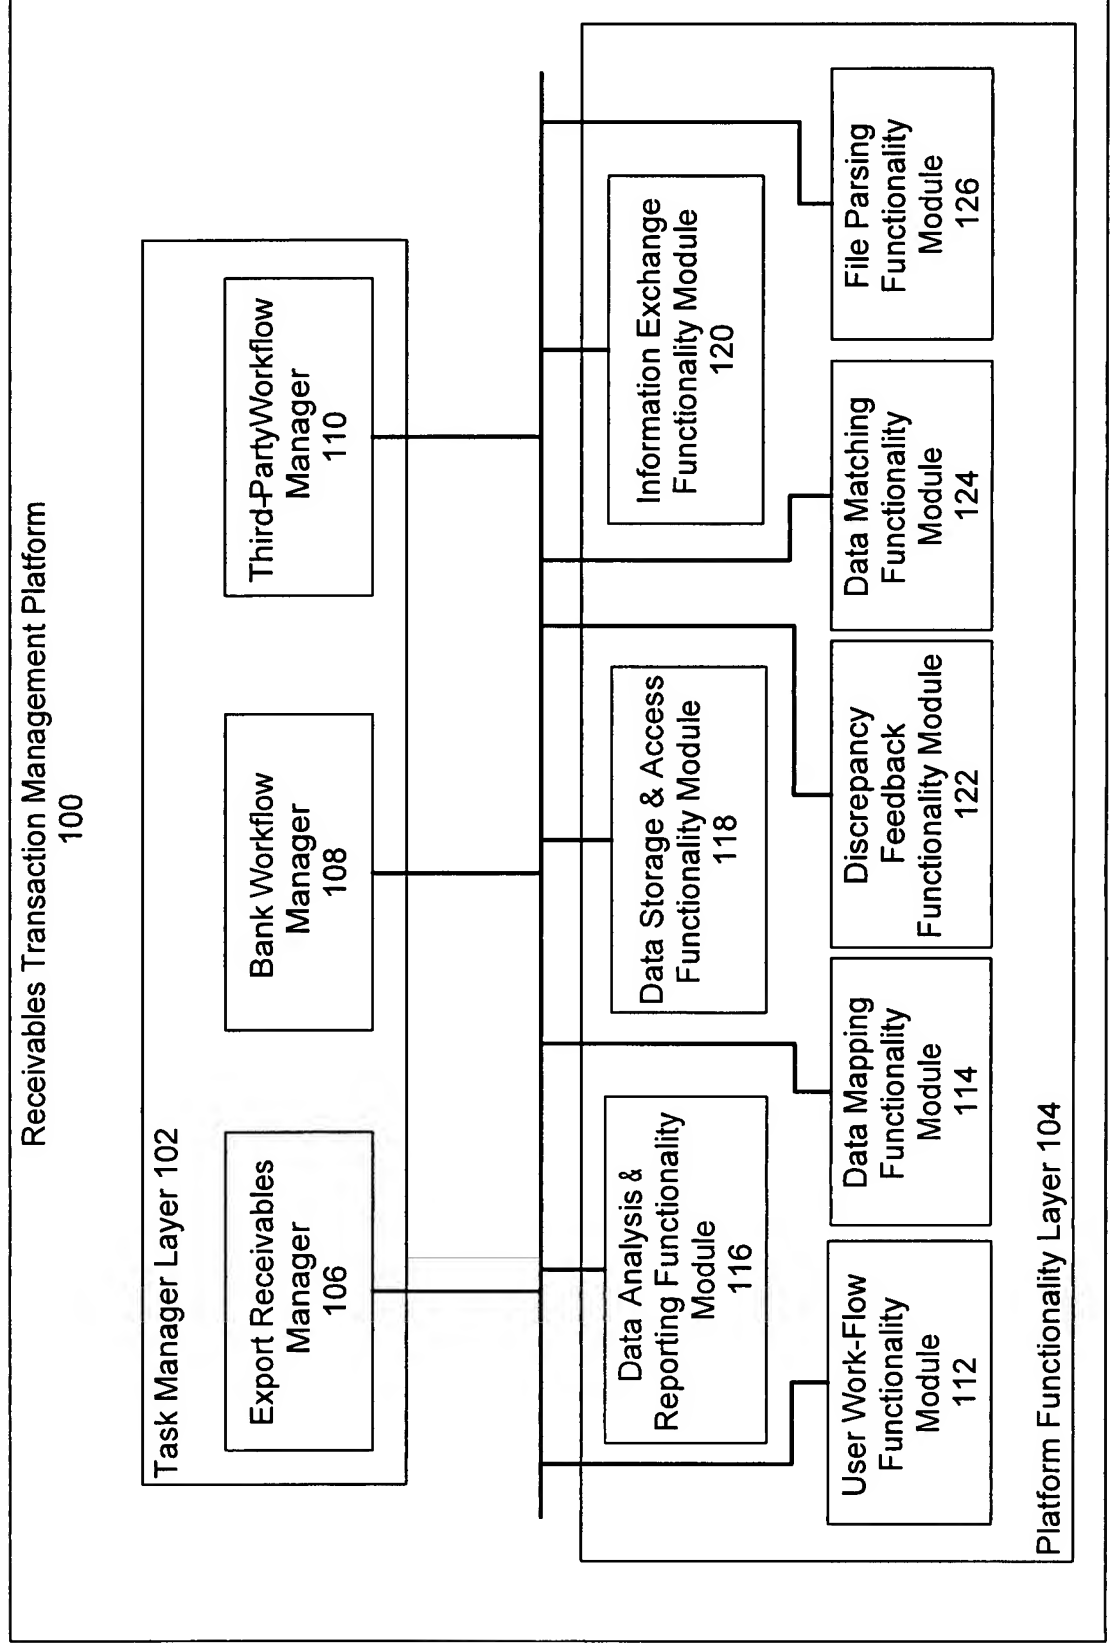 Receivables Transaction Management Platform
100
Task Manager Layer 102
Export Receivables
Manager
106
Bank Workflow
Manager
108
Third-PartyWorkflow
Manager
110
Data Analysis &
Reporting Functionality
Module
116
Data Storage & Access
Functionality Module
118
Information Exchange
Functionality Module
120
User Work-Flow
Functionality
Module
112
Data Mapping
Functionality
Module
114
Discrepancy
Feedback
Functionality Module
122
Data Matching
Functionality
Module
124
File Parsing
Functionality
Module
126
Platform Functionality Layer 104